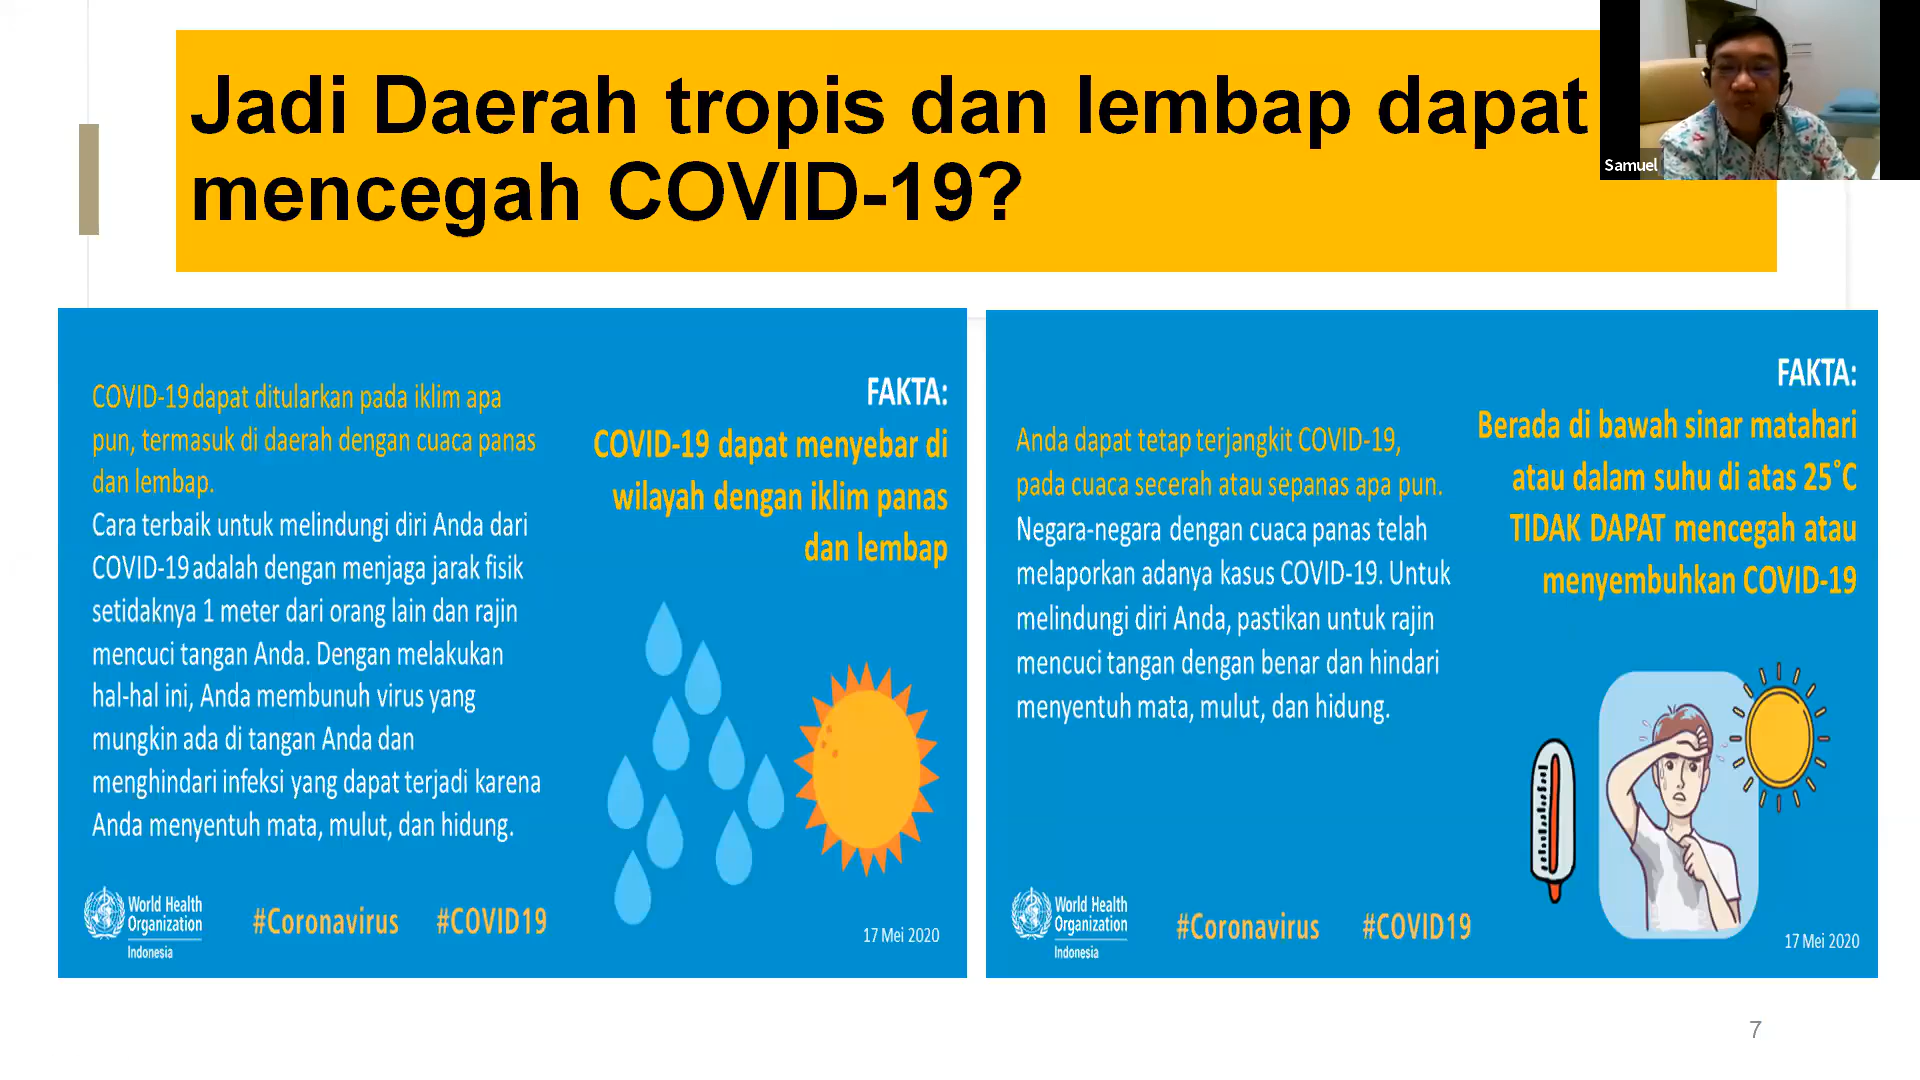 Jadi Daerah tropis dan lembap dapat
mencegah COVID-19?
Samuel
COVID-19 dapat ditularkan pada iklim apa
pun, termasuk di daerah dengan cuaca panas
dan lembap.
Cara terbaik untuk melindungi diri Anda dari
COVID-19 adalah dengan menjaga jarak fisik
setidaknya 1 meter dari orang lain dan rajin
mencuci tangan Anda. Dengan melakukan
hal-hal ini, Anda membunuh virus yang
mungkin ada di tangan Anda dan
menghindari infeksi yang dapat terjadi karena
Anda menyentuh mata, mulut, dan hidung.
FAKTA:
COVID-19 dapat menyebar di
wilayah dengan iklim panas
dan lembap
World Health
Organization
Indonesia
#Coronavirus #COVID19
17 Mei 2020
Anda dapat tetap terjangkit COVID-19,
pada cuaca secerah atau sepanas apa pun.
Negara-negara dengan cuaca panas telah
melaporkan adanya kasus COVID-19. Untuk
melindungi diri Anda, pastikan untuk rajin
mencuci tangan dengan benar dan hindari
menyentuh mata, mulut, dan hidung.
FAKTA:
Berada di bawah sinar matahari
atau dalam suhu di atas 25°C
TIDAK DAPAT mencegah atau
menyembuhkan COVID-19
World Health
Organization
Indonesia
#Coronavirus #COVID19
17 Mei 2020
7